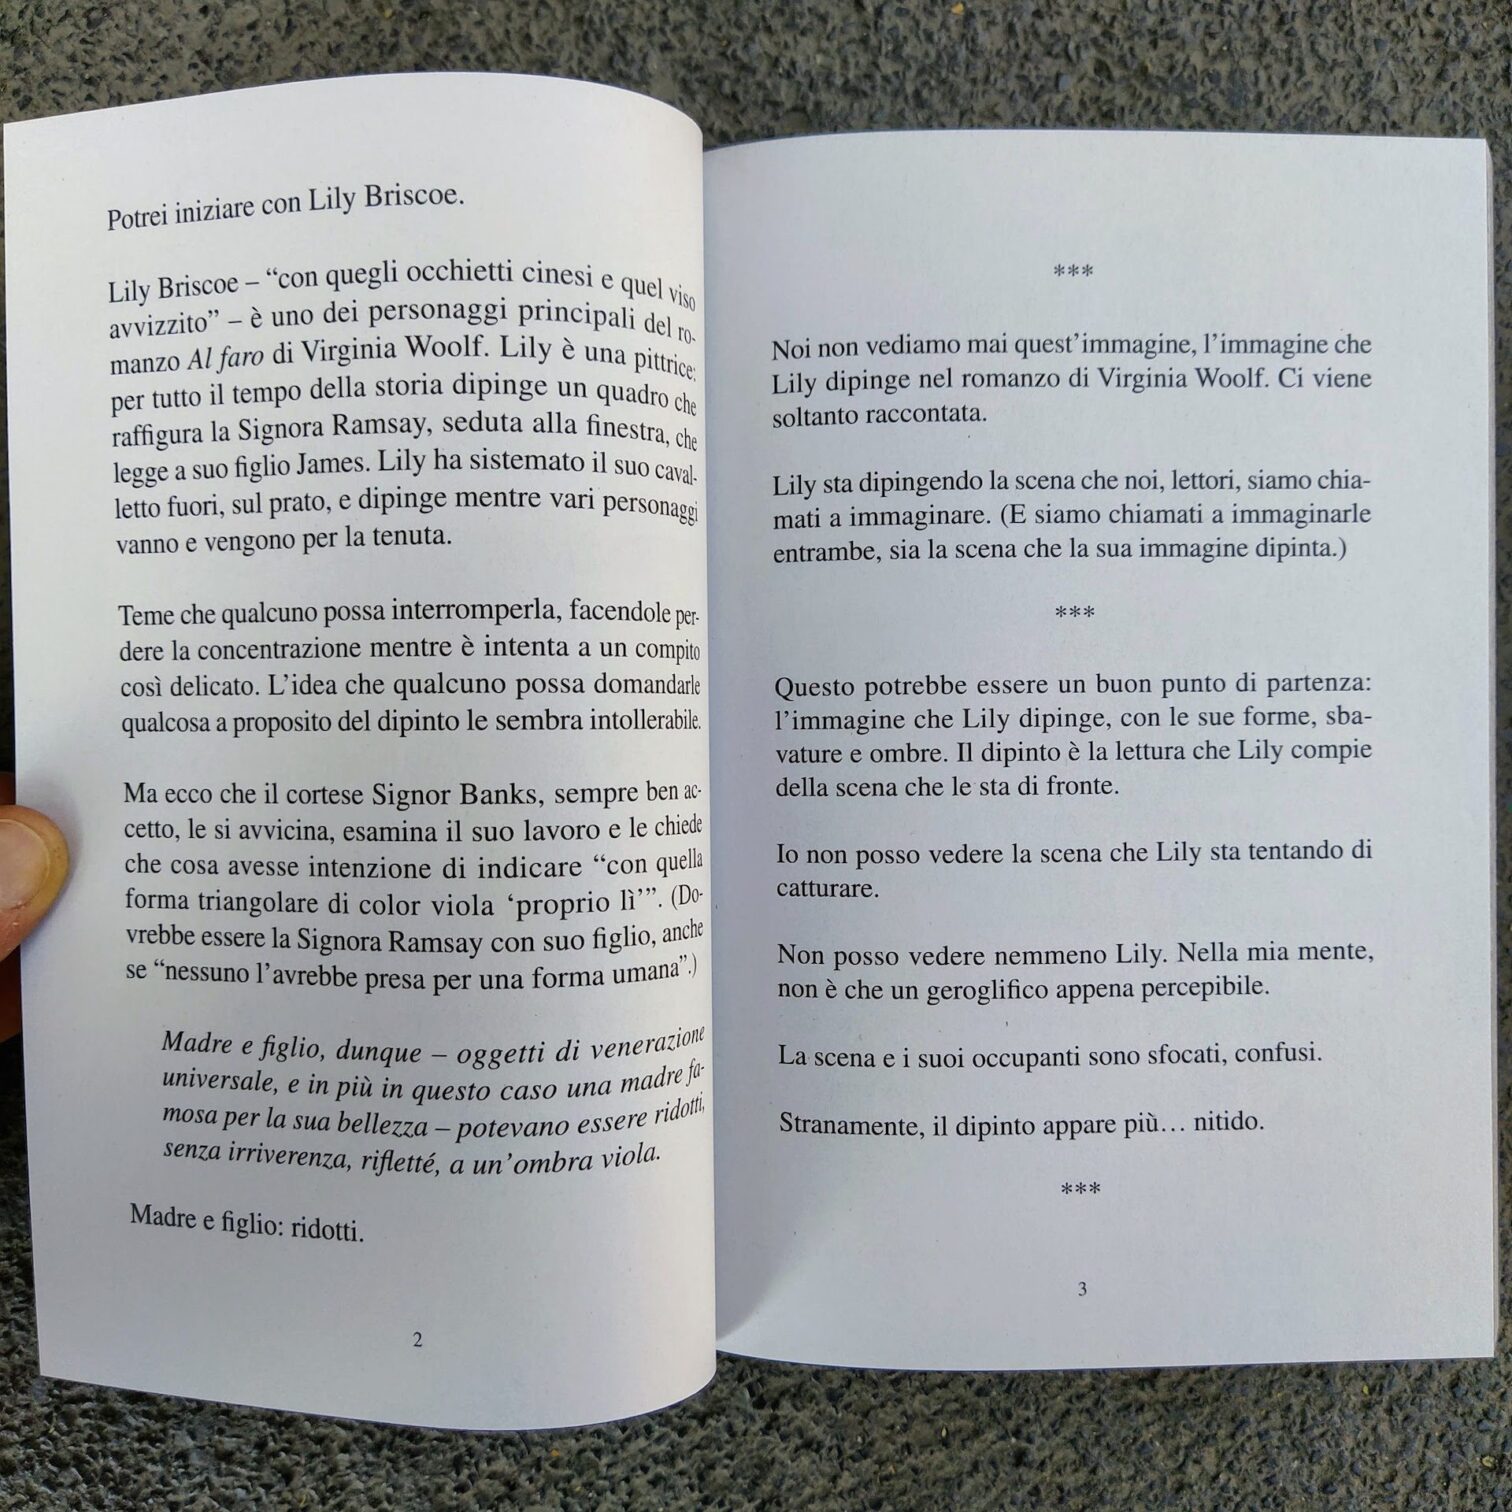 Potrei iniziare con Lily Briscoe.
Lily Briscoe – “con quegli occhietti cinesi e quel viso
avvizzito” – è uno dei personaggi principali del ro-
manzo Al faro di Virginia Woolf. Lily è una pittrice:
per tutto il tempo della storia dipinge un quadro che
raffigura la Signora Ramsay, seduta alla finestra, che
legge a suo figlio James. Lily ha sistemato il suo caval-
letto fuori, sul prato, e dipinge mentre vari personaggi
vanno e vengono per la tenuta.
Teme che qualcuno possa interromperla, facendole per-
dere la concentrazione mentre è intenta a un compito
così delicato. L’idea che qualcuno possa domandarle
qualcosa a proposito del dipinto le sembra intollerabile.
Ma ecco che il cortese Signor Banks, sempre ben ac-
cetto, le si avvicina, esamina il suo lavoro e le chiede
che cosa avesse intenzione di indicare “con quella
forma triangolare di color viola ‘proprio lì’”. (Do-
vrebbe essere la Signora Ramsay con suo figlio, anche
se “nessuno l’avrebbe presa per una forma umana”.)
Madre e figlio, dunque – oggetti di venerazione
universale, e in più in questo caso una madre fa-
mosa per la sua bellezza – potevano essere ridotti,
senza irriverenza, rifletté, a un’ombra viola.
Madre e figlio: ridotti.
2
***
Noi non vediamo mai quest’immagine, l’immagine che
Lily dipinge nel romanzo di Virginia Woolf. Ci viene
soltanto raccontata.
Lily sta dipingendo la scena che noi, lettori, siamo chia-
mati a immaginare. (E siamo chiamati a immaginarle
entrambe, sia la scena che la sua immagine dipinta.)
***
Questo potrebbe essere un buon punto di partenza:
l’immagine che Lily dipinge, con le sue forme, sba-
vature e ombre. Il dipinto è la lettura che Lily compie
della scena che le sta di fronte.
Io non posso vedere la scena che Lily sta tentando di
catturare.
Non posso vedere nemmeno Lily. Nella mia mente,
non è che un geroglifico appena percepibile.
La scena e i suoi occupanti sono sfocati, confusi.
Stranamente, il dipinto appare più… nitido.
***
3